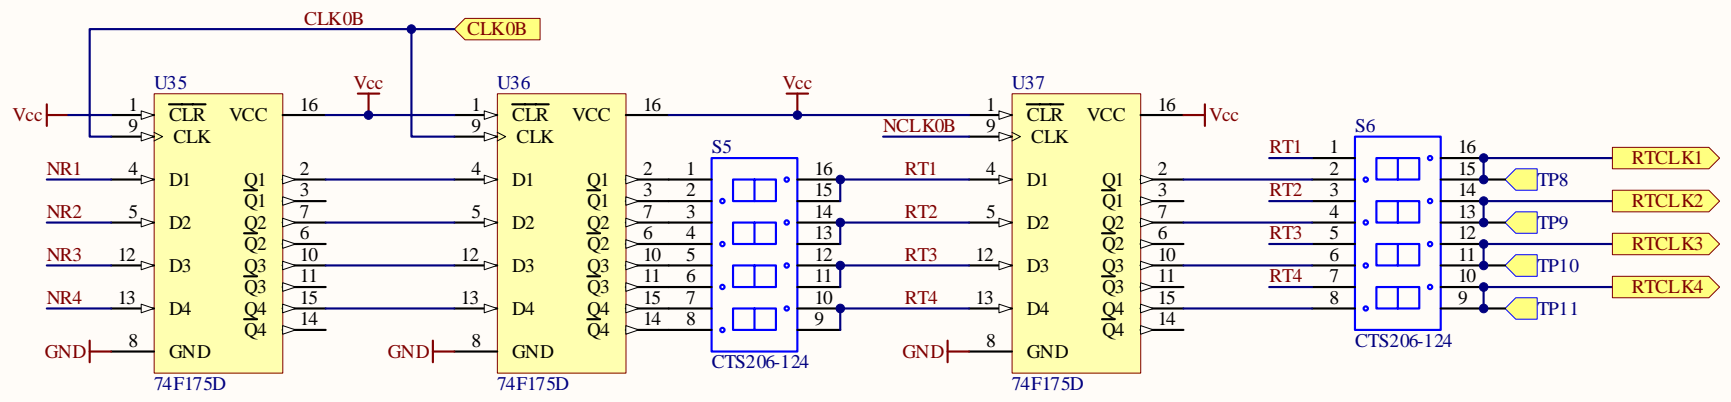 CLK0B
CLK0B
U35
Vcc
U36
Vcc
U37
Vcc 1 CLR VCC 16
1 CLR VCC 16
1 CLR VCC 16 Vcc
9 CLK
9 CLK
NCLK0B 9 CLK
S5
S6
NR1 4 D1 Q1 2
4 D1 Q1 2 1 16
RT1 4 D1 Q1 2
RT1 1 16 RTCLK1
Q1 3
Q1 3 2 15
Q1 3
2 15 TP8
NR2 5 D2 Q2 7
5 D2 Q2 7 3 14
RT2 5 D2 Q2 7
RT2 3 14 RTCLK2
Q2 6
Q2 6 4 13
Q2 6
4 13 TP9
NR3 12 D3 Q3 10
12 D3 Q3 10 5 12
RT3 12 D3 Q3 10
RT3 5 12 RTCLK3
Q3 11
Q3 11 6 11
Q3 11
6 11 TP10
NR4 13 D4 Q4 15
13 D4 Q4 15 7 10
RT4 13 D4 Q4 15
RT4 7 10 RTCLK4
Q4 14
Q4 14 8 9
Q4 14
8 9 TP11
GND 8 GND
GND 8 GND
GND 8 GND
CTS206-124
CTS206-124
74F175D
74F175D
74F175D